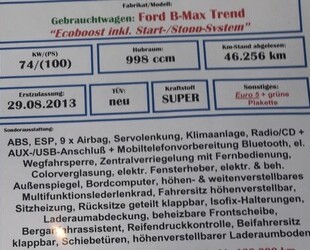 Fabrikat/Modell:
Gebrauchtwagen: Ford B-Max Trend
"Ecoboost inkl. Start-/Stopp-System"
KW/(PS)
Hubraum:
Km-Stand abgelesen:
74/(100)
998 ccm
46.256 km
Erstzulassung:
TÜV:
Kraftstoff
Sonstiges:
29.08.2013
neu
SUPER
Euro 5 + grüne
Plakette
Sonderausstattung:
ABS, ESP, 9 x Airbag, Servolenkung, Klimaanlage, Radio/CD +
AUX-/USB-Anschluß + Mobiltelefonvorbereitung Bluetooth, el.
Wegfahrsperre, Zentralverriegelung mit Fernbedienung,
Colorverglasung, elektr. Fensterheber, elektr. & beh.
Außenspiegel, Bordcomputer, höhen- & weitenverstellbares
Multifunktionslederlenkrad, Fahrersitz höhenverstellbar,
Sitzheizung, Rücksitze geteilt klappbar, Isofix-Halterungen,
Laderaumabdeckung, beheizbare Frontscheibe,
Berganfahrassistent, Reifendruckkontrolle, Beifahrersitz
klappbar, Schiebetüren, höhenverstellbarer Laderaumboden